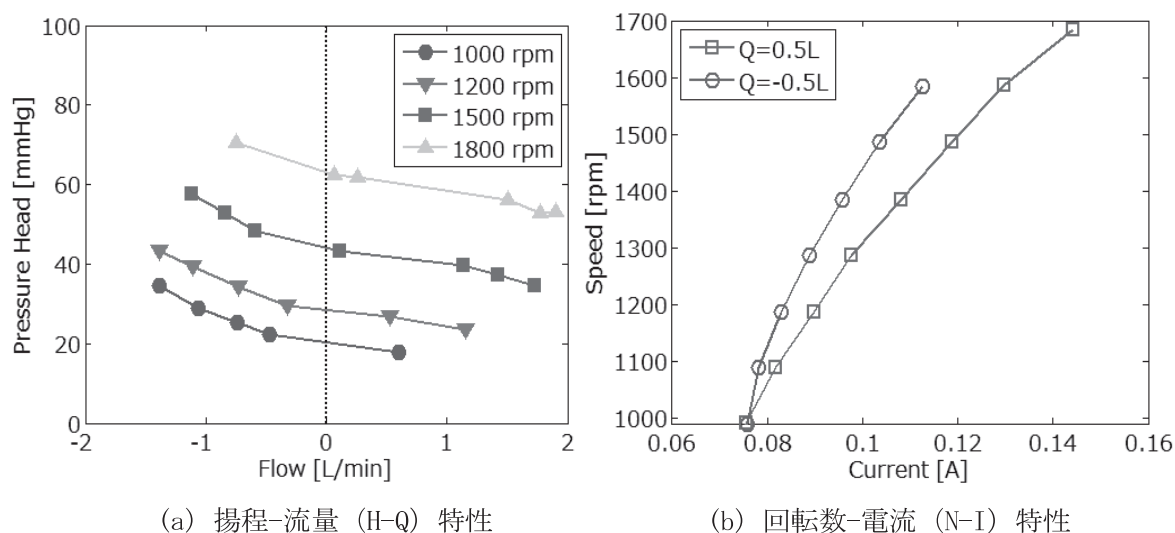 100
80
60
40
20
0
Pressure Head [mmHg]
1000 rpm
1200 rpm
1500 rpm
1800 rpm
-2
-1
0
1
2
Flow [L/min]
(a) 揚程-流量 (H-Q) 特性
1700
1600
1500
1400
1300
1200
1100
1000
Speed [rpm]
Q=0.5L
Q=-0.5L
0.06
0.08
0.1
0.12
0.14
0.16
Current [A]
(b) 回転数-電流 (N-I) 特性